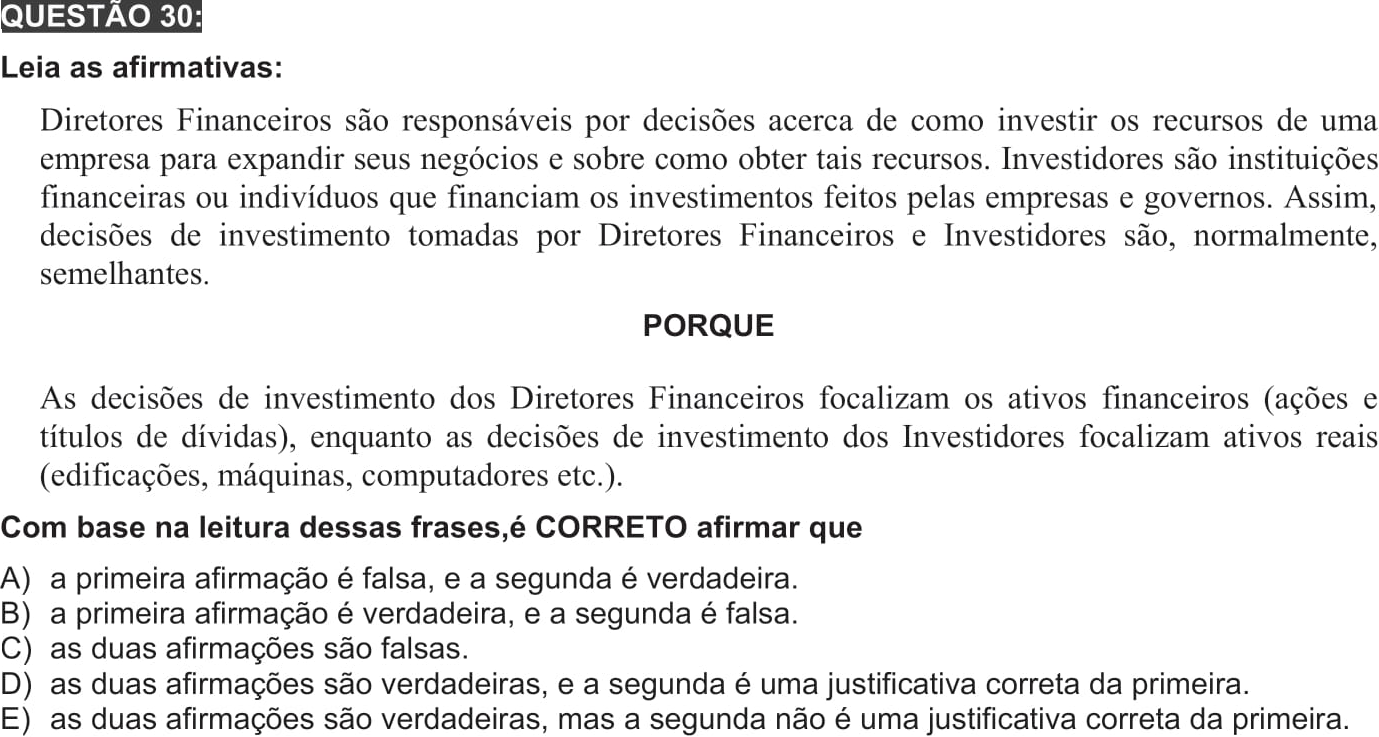 QUESTÃO 30:
Leia as afirmativas:
Diretores Financeiros são responsáveis por decisões acerca de como investir os recursos de uma
empresa para expandir seus negócios e sobre como obter tais recursos. Investidores são instituições
financeiras ou indivíduos que financiam os investimentos feitos pelas empresas e governos. Assim,
decisões de investimento tomadas por Diretores Financeiros e Investidores são, normalmente,
semelhantes.
PORQUE
As decisões de investimento dos Diretores Financeiros focalizam os ativos financeiros (ações e
títulos de dívidas), enquanto as decisões de investimento dos Investidores focalizam ativos reais
(edificações, máquinas, computadores etc.).
Com base na leitura dessas frases,é CORRETO afirmar que
A) a primeira afirmação é falsa, e a segunda é verdadeira.
B) a primeira afirmação é verdadeira, e a segunda é falsa.
C) as duas afirmações são falsas.
D) as duas afirmações são verdadeiras, e a segunda é uma justificativa correta da primeira.
E) as duas afirmações são verdadeiras, mas a segunda não é uma justificativa correta da primeira.